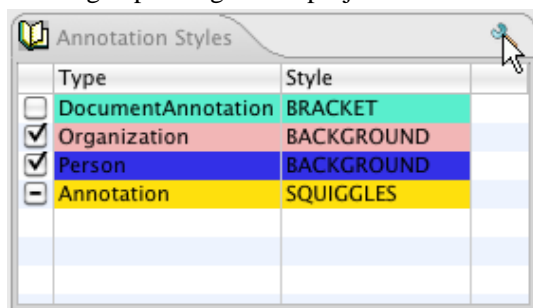 Annotation Styles
Type Style
DocumentAnnotation BRACKET
Organization BACKGROUND
Person BACKGROUND
Annotation SQUIGGLES